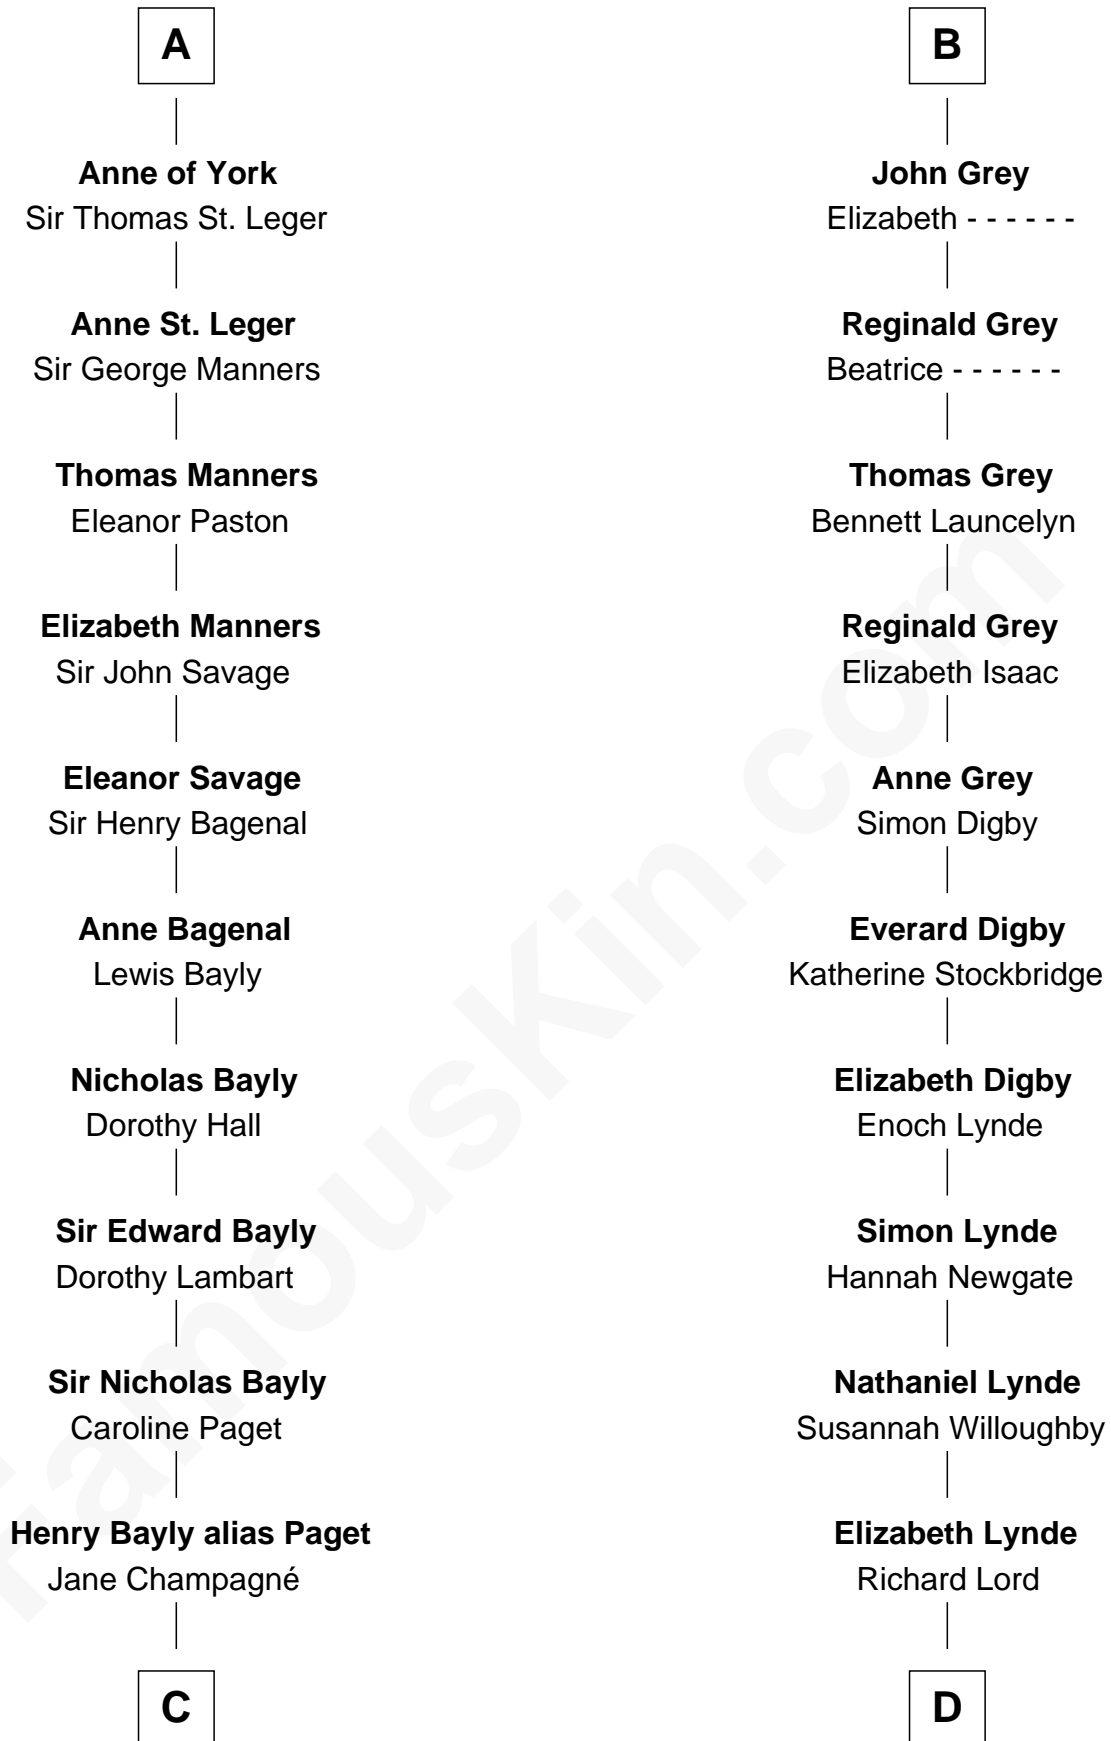 A
Anne of York
Sir Thomas St. Leger
Anne St. Leger
Sir George Manners
Thomas Manners
Eleanor Paston
Elizabeth Manners
Sir John Savage
Eleanor Savage
Sir Henry Bagenal
Anne Bagenal
Lewis Bayly
Nicholas Bayly
Dorothy Hall
Sir Edward Bayly
Dorothy Lambart
Sir Nicholas Bayly
Caroline Paget
Henry Bayly alias Paget
Jane Champagné
C
B
John Grey
Elizabeth - - - - - -
Reginald Grey
Beatrice - - - - - -
Thomas Grey
Bennett Launcelyn
Reginald Grey
Elizabeth Isaac
Anne Grey
Simon Digby
Everard Digby
Katherine Stockbridge
Elizabeth Digby
Enoch Lynde
Simon Lynde
Hannah Newgate
Nathaniel Lynde
Susannah Willoughby
Elizabeth Lynde
Richard Lord
D
FamousKin.com